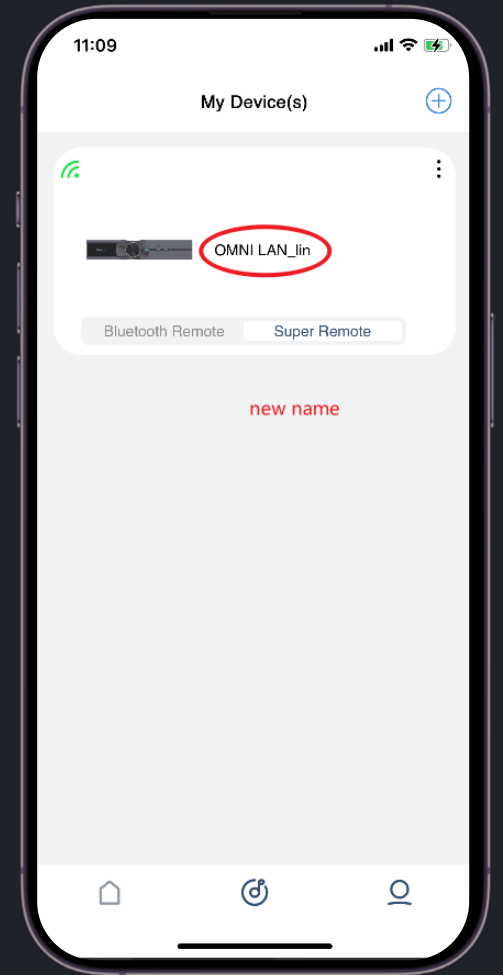 11:09
My Device(s)
OMNI LAN_lin
Bluetooth Remote
Super Remote
new name